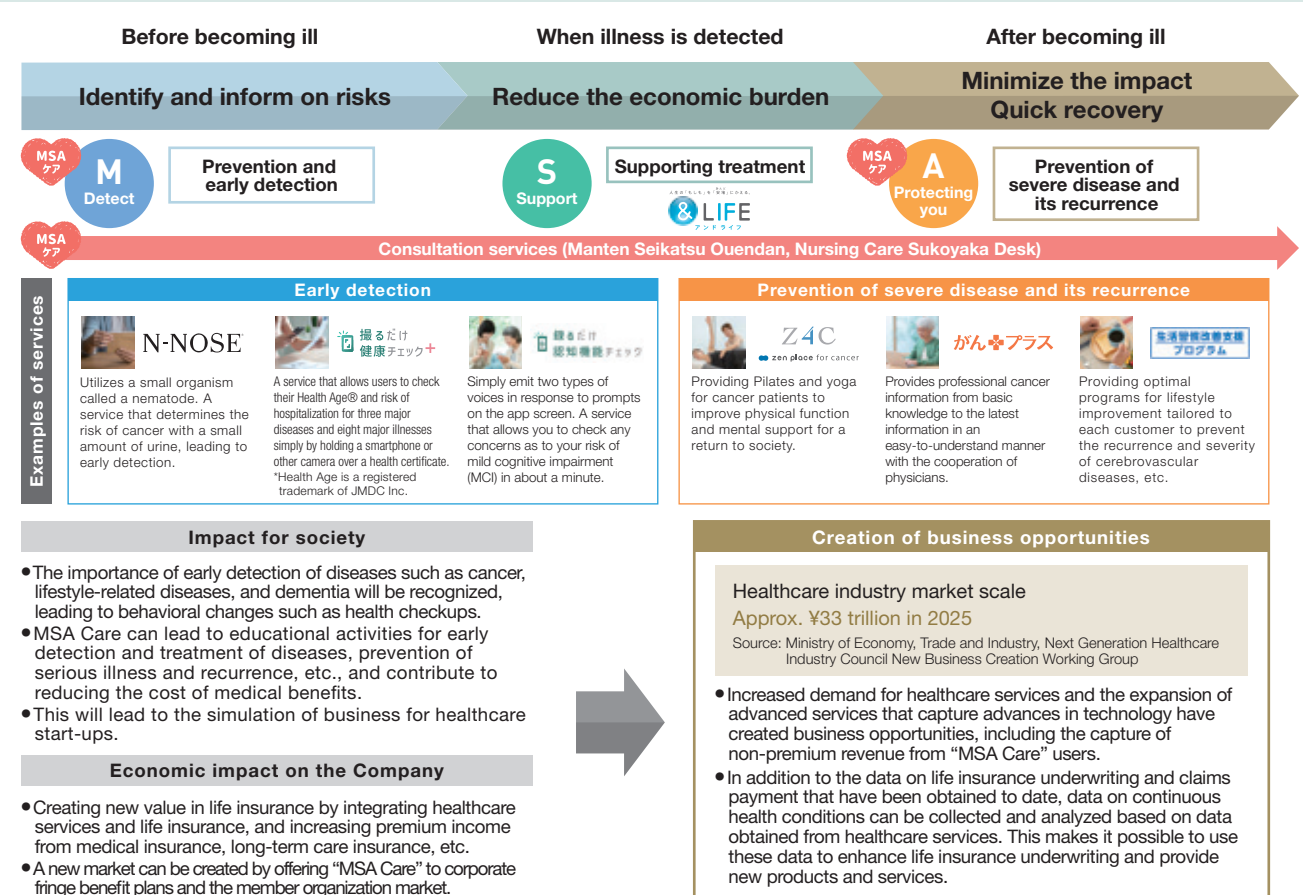 Before becoming ill
When illness is detected
After becoming ill
Identify and inform on risks
Reduce the economic burden
Minimize the impact
Quick recovery
MSA
ケア
M
Detect
Prevention and
early detection
S
Support
Supporting treatment
& LIFE
アンドライフ
MSA
ケア
A
Protecting
you
Prevention of
severe disease and
its recurrence
MSA
ケア
Consultation services (Manten Seikatsu Ouendan, Nursing Care Sukoyaka Desk)
Examples of services
Early detection
N-NOSE
Utilizes a small organism
called a nematode. A
service that determines the
risk of cancer with a small
amount of urine, leading to
early detection.
撮るだけ
健康チェック+
A service that allows users to check
their Health Age® and risk of
hospitalization for three major
diseases and eight major illnesses
simply by holding a smartphone or
other camera over a health certificate.
*Health Age is a registered
trademark of JMDC Inc.
録るだけ
認知機能チェック
Simply emit two types of
voices in response to prompts
on the app screen. A service
that allows you to check any
concerns as to your risk of
mild cognitive impairment
(MCI) in about a minute.
Prevention of severe disease and its recurrence
Z4C
zen place for cancer
Providing Pilates and yoga
for cancer patients to
improve physical function
and mental support for a
return to society.
がんプラス
Provides professional cancer
information from basic
knowledge to the latest
information in an
easy-to-understand manner
with the cooperation of
physicians.
生活習慣改善支援
プログラム
Providing optimal
programs for lifestyle
improvement tailored to
each customer to prevent
the recurrence and severity
of cerebrovascular
diseases, etc.
Impact for society
●The importance of early detection of diseases such as cancer,
lifestyle-related diseases, and dementia will be recognized,
leading to behavioral changes such as health checkups.
●MSA Care can lead to educational activities for early
detection and treatment of diseases, prevention of
serious illness and recurrence, etc., and contribute to
reducing the cost of medical benefits.
●This will lead to the simulation of business for healthcare
start-ups.
Economic impact on the Company
●Creating new value in life insurance by integrating healthcare
services and life insurance, and increasing premium income
from medical insurance, long-term care insurance, etc.
●A new market can be created by offering “MSA Care” to corporate
fringe benefit plans and the member organization market.
Creation of business opportunities
Healthcare industry market scale
Approx. ¥33 trillion in 2025
Source: Ministry of Economy, Trade and Industry, Next Generation Healthcare
Industry Council New Business Creation Working Group
●Increased demand for healthcare services and the expansion of
advanced services that capture advances in technology have
created business opportunities, including the capture of
non-premium revenue from “MSA Care” users.
●In addition to the data on life insurance underwriting and claims
payment that have been obtained to date, data on continuous
health conditions can be collected and analyzed based on data
obtained from healthcare services. This makes it possible to use
these data to enhance life insurance underwriting and provide
new products and services.